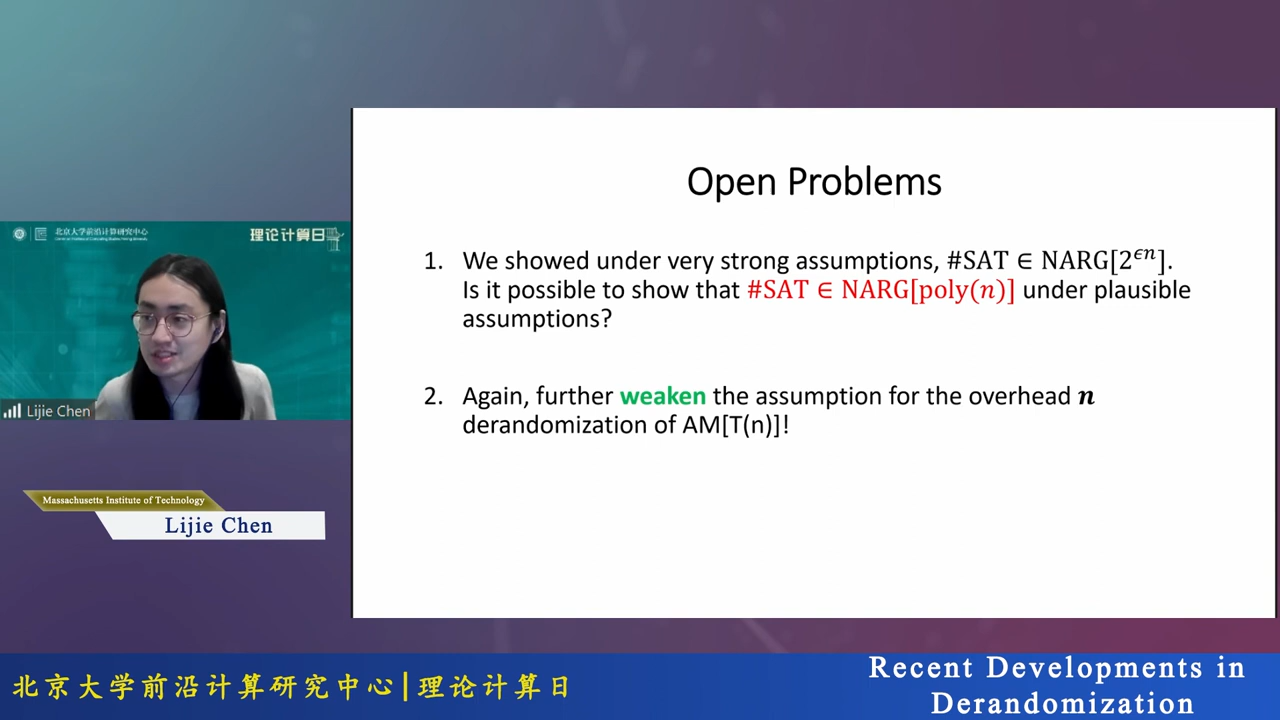 北京大学前沿计算研究中心
理论计算日
Lijie Chen
Massachusetts Institute of Technology
Lijie Chen
Open Problems
1. We showed under very strong assumptions, #SAT ∈ NARG[2^{ϵn}].
Is it possible to show that #SAT ∈ NARG[poly(n)] under plausible
assumptions?
2. Again, further weaken the assumption for the overhead n
derandomization of AM[T(n)]!
北京大学前沿计算研究中心|理论计算日
Recent Developments in
Derandomization